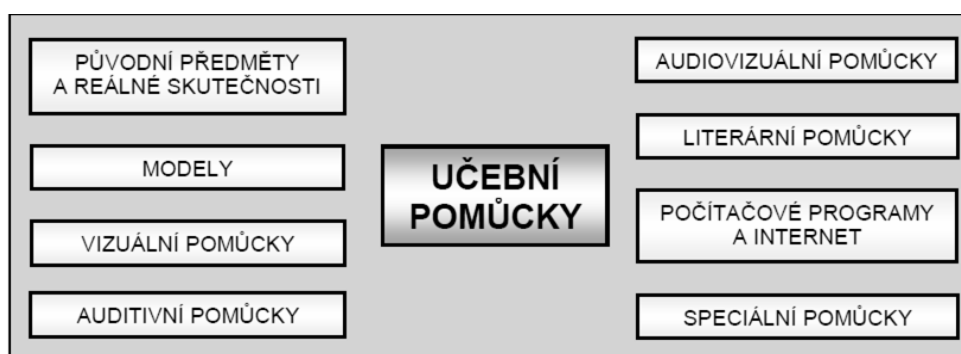 PŮVODNÍ PŘEDMĚTY
A REÁLNÉ SKUTEČNOSTI
MODELY
VIZUÁLNÍ POMŮCKY
AUDITIVNÍ POMŮCKY
UČEBNÍ
POMŮCKY
AUDIOVIZUÁLNÍ POMŮCKY
LITERÁRNÍ POMŮCKY
POČÍTAČOVÉ PROGRAMY
A INTERNET
SPECIÁLNÍ POMŮCKY